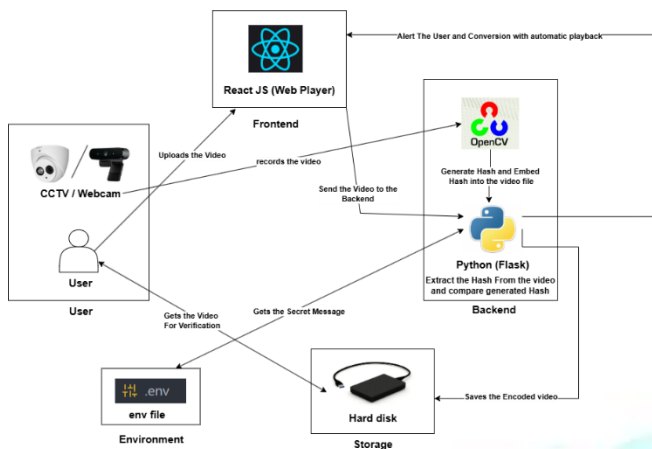 Alert The User and Conversion with automatic playback
React JS (Web Player)
Frontend
OpenCV
Uploads the Video
records the video
CCTV / Webcam
Generate Hash and Embed
Hash into the video file
Send the Video to the
Backend
Python (Flask)
Extract the Hash From the video
and compare generated Hash
Backend
User
User
Gets the Video
For Verification
Gets the Secret Message
.env
env file
Environment
Hard disk
Storage
Saves the Encoded video